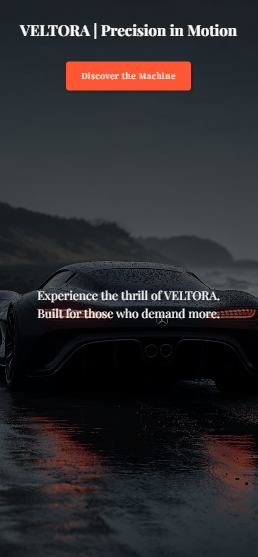 VELTORA | Precision in Motion
Discover the Machine
Experience the thrill of VELTORA.
Built for those who demand more.